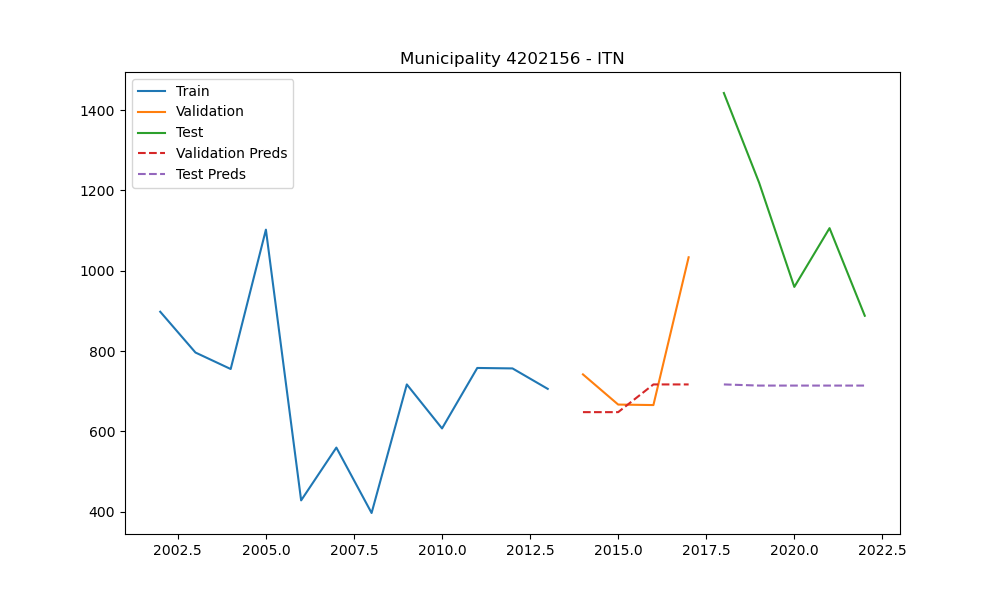 Municipality 4202156 - ITN
Train
Validation
Test
Validation Preds
Test Preds
1400
1200
1000
800
600
400
2002.5 2005.0 2007.5 2010.0 2012.5 2015.0 2017.5 2020.0 2022.5